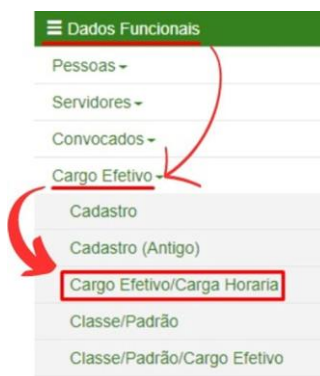 Dados Funcionais
Pessoas
Servidores
Convocados
Cargo Efetivo
Cadastro
Cadastro (Antigo)
Cargo Efetivo/Carga Horaria
Classe/Padrão
Classe/Padrão/Cargo Efetivo